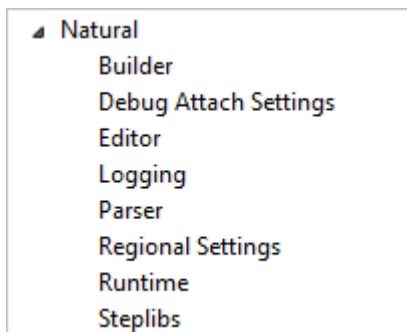 Natural
Builder
Debug Attach Settings
Editor
Logging
Parser
Regional Settings
Runtime
Steplibs